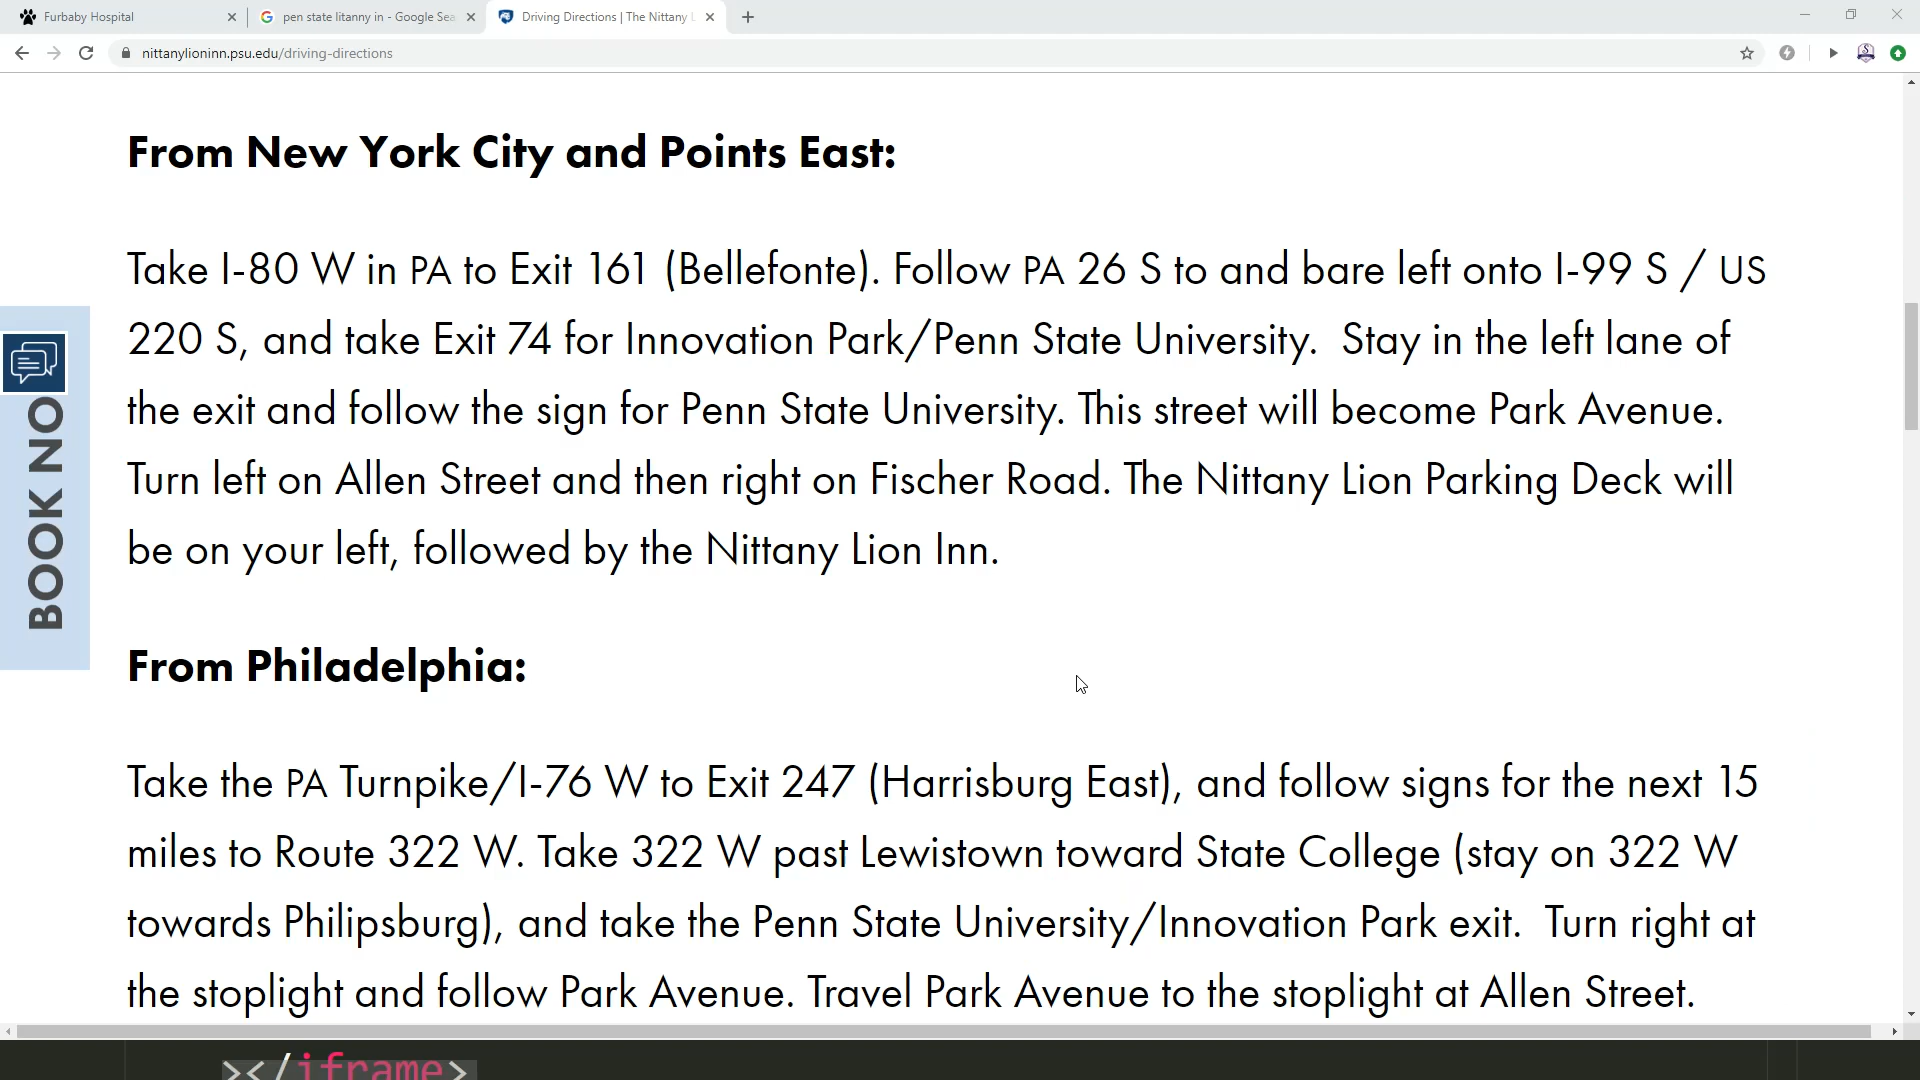 Furbaby Hospital
pen state litanny in - Google Sea
Driving Directions | The Nittany L
nittanylioninn.psu.edu/driving-directions
From New York City and Points East:
Take I-80 W in PA to Exit 161 (Bellefonte). Follow PA 26 S to and bare left onto I-99 S / US
220 S, and take Exit 74 for Innovation Park/Penn State University.  Stay in the left lane of
the exit and follow the sign for Penn State University. This street will become Park Avenue.
Turn left on Allen Street and then right on Fischer Road. The Nittany Lion Parking Deck will
be on your left, followed by the Nittany Lion Inn.
BOOK NO
From Philadelphia:
Take the PA Turnpike/I-76 W to Exit 247 (Harrisburg East), and follow signs for the next 15
miles to Route 322 W. Take 322 W past Lewistown toward State College (stay on 322 W
towards Philipsburg), and take the Penn State University/Innovation Park exit.  Turn right at
the stoplight and follow Park Avenue. Travel Park Avenue to the stoplight at Allen Street.
></iframe>